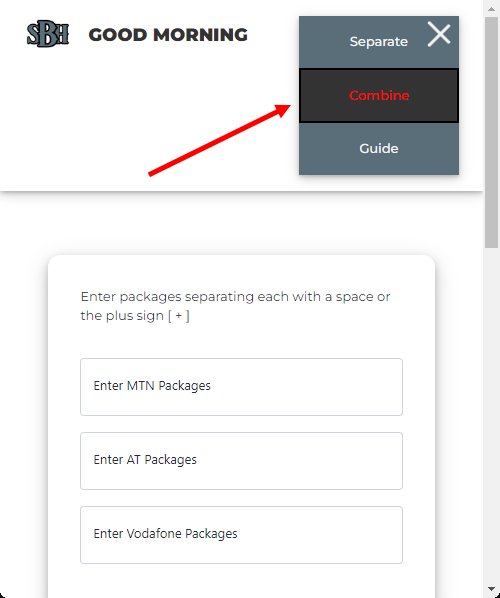 SBH GOOD MORNING
Separate
Combine
Guide
Enter packages separating each with a space or
the plus sign [ + ]
Enter MTN Packages
Enter AT Packages
Enter Vodafone Packages